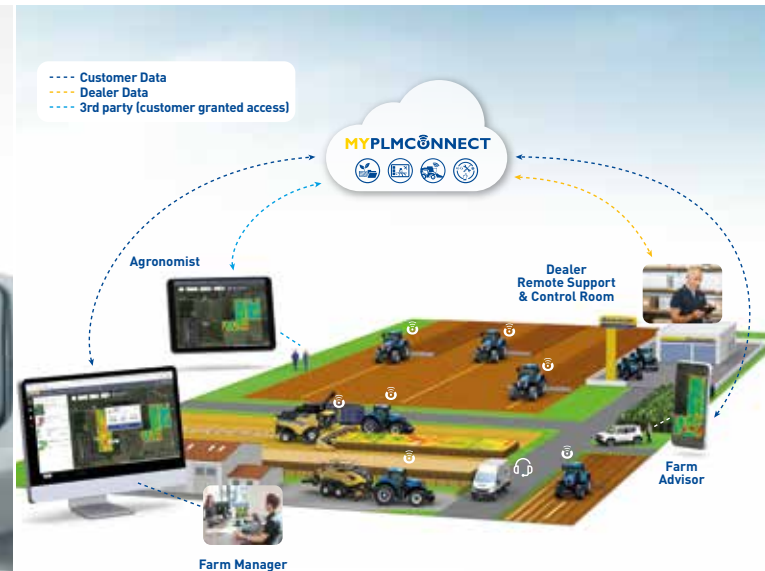 Customer Data
Dealer Data
3rd party (customer granted access)
MYPLMCONNECT
Agronomist
Dealer
Remote Support
& Control Room
Farm
Advisor
Farm Manager